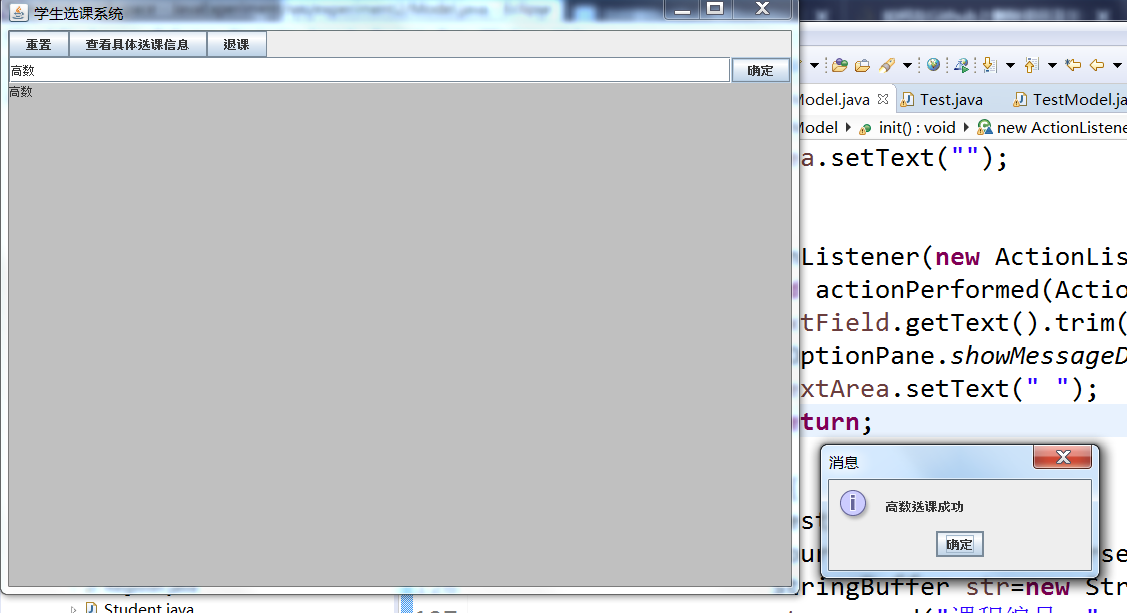 学生选课系统
重置 查看具体选课信息 退课
高数 确定
高数
Model.java Test.java TestModel.ja
Model init() : void new ActionListene
a.setText("");
Listener(new ActionLis
actionPerformed(Actio
tField.getText().trim(
ptionPane.showMessageD
xtArea.setText(" ");
turn;
消息
高数选课成功
确定
ringBuffer str=new Str
Student.java